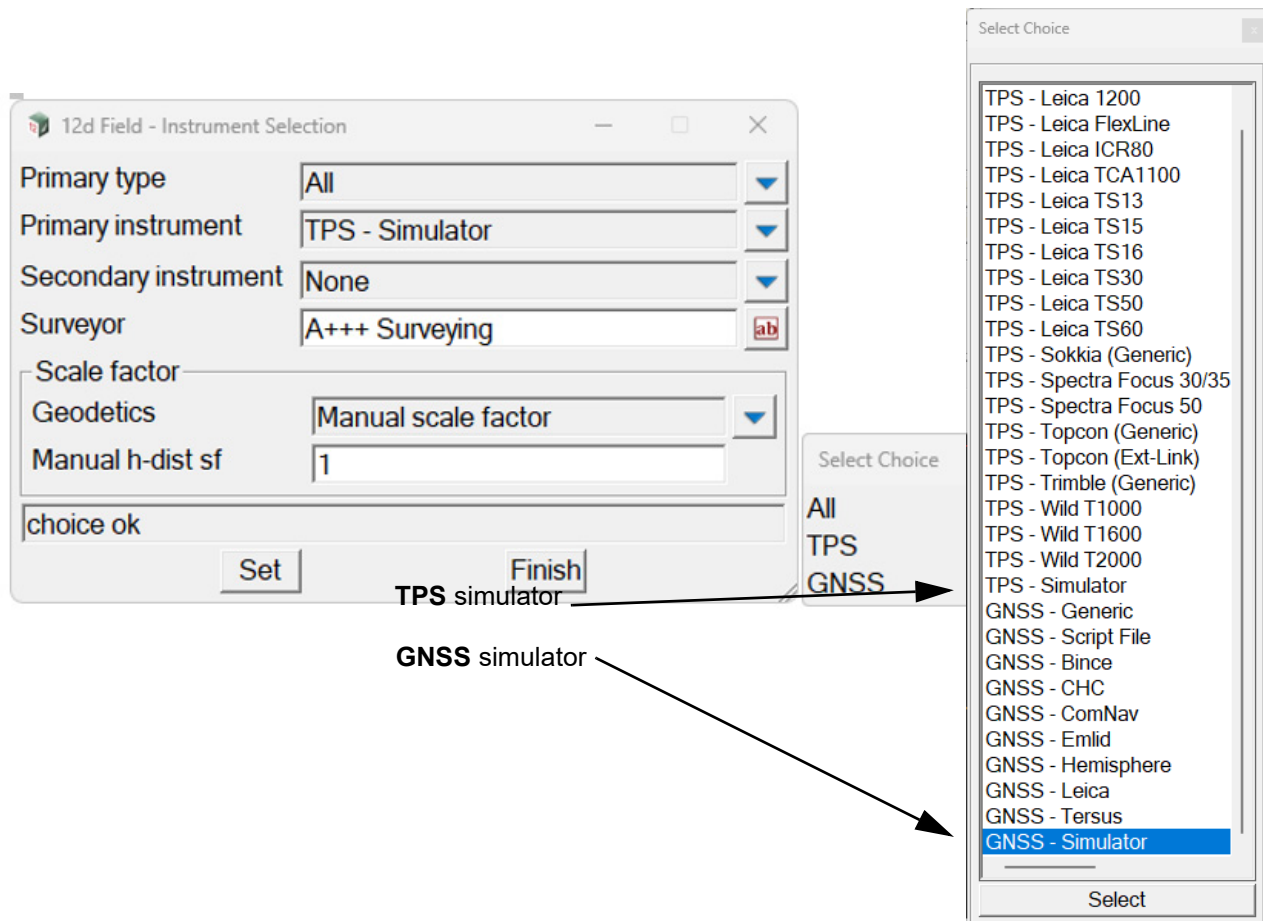 12d Field - Instrument Selection
Primary type All
Primary instrument TPS - Simulator
Secondary instrument None
Surveyor A+++ Surveying ab
Scale factor
Geodetics Manual scale factor
Manual h-dist sf 1
choice ok
Set Finish
TPS simulator
GNSS simulator
Select Choice
All
TPS
GNSS
Select Choice x
TPS - Leica 1200
TPS - Leica FlexLine
TPS - Leica ICR80
TPS - Leica TCA1100
TPS - Leica TS13
TPS - Leica TS15
TPS - Leica TS16
TPS - Leica TS30
TPS - Leica TS50
TPS - Leica TS60
TPS - Sokkia (Generic)
TPS - Spectra Focus 30/35
TPS - Spectra Focus 50
TPS - Topcon (Generic)
TPS - Topcon (Ext-Link)
TPS - Trimble (Generic)
TPS - Wild T1000
TPS - Wild T1600
TPS - Wild T2000
TPS - Simulator
GNSS - Generic
GNSS - Script File
GNSS - Bince
GNSS - CHC
GNSS - ComNav
GNSS - Emlid
GNSS - Hemisphere
GNSS - Leica
GNSS - Tersus
GNSS - Simulator
Select